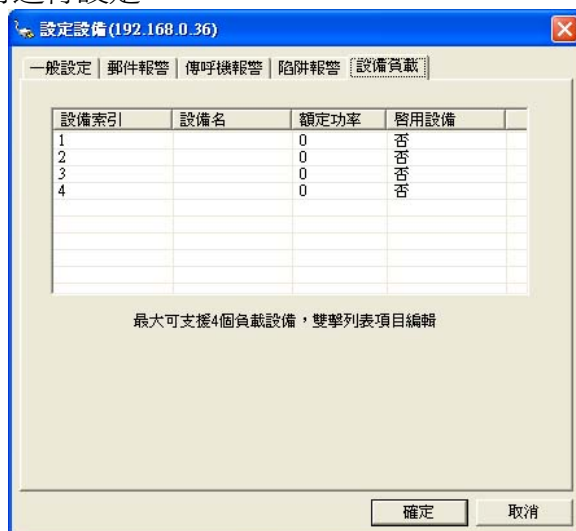 進行設定
設定設備(192.168.0.36)
一般設定 郵件報警 傳呼機報警 陷阱報警 設備負載
設備索引 設備名 額定功率 啓用設備
1 0 否
2 0 否
3 0 否
4 0 否
最大可支援4個負載設備，雙擊列表項目編輯
確定 取消